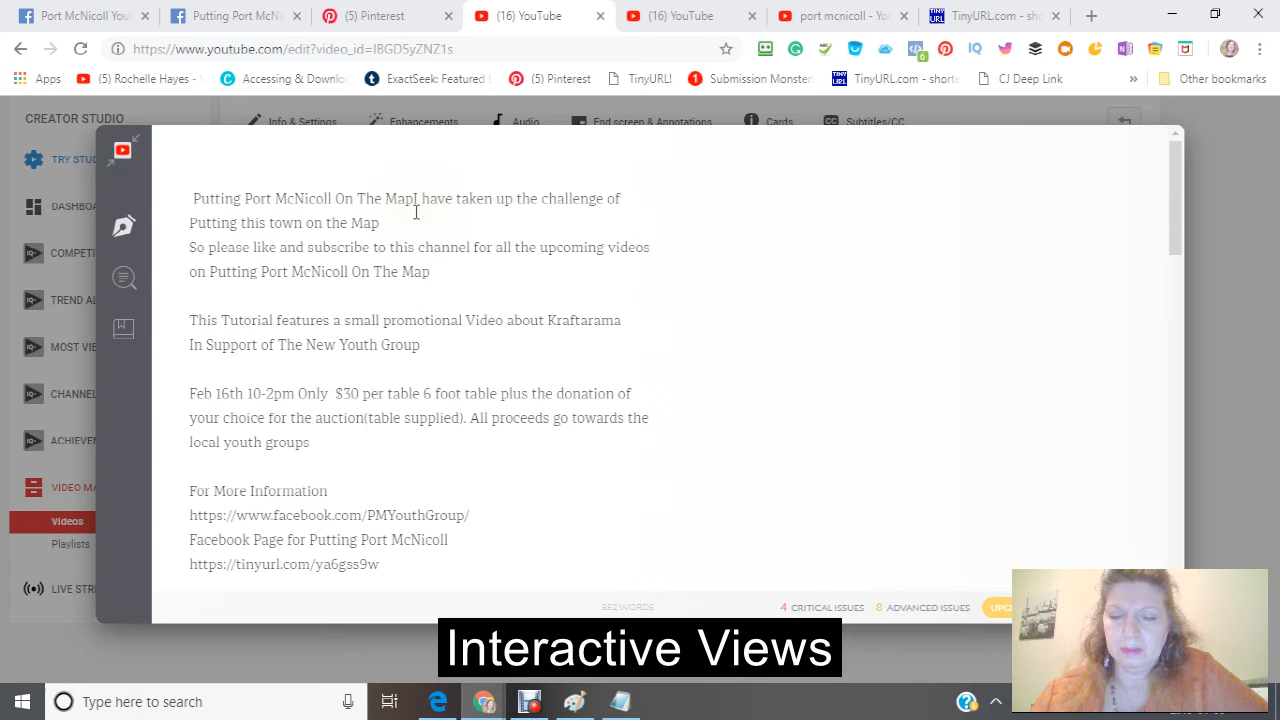 Port McNicoll Your
Putting Port McNi
(5) Pinterest
(16) YouTube
(16) YouTube
port mcnicoll - Yo
TinyURL.com - sho
https://www.youtube.com/edit?video_id=I8GD5yZNZ1s
6
Apps
(5) Rochelle Hayes -
Accessing & Downlo
ExactSeek: Featured L
(5) Pinterest
TinyURL!
Submission Monster
TinyURL.com - shorte
CJ Deep Link
»
Other bookmarks
CREATOR STUDIO
Info & Settings
Enhancements
Audio
End screen & Annotations
Cards
Subtitles/CC
TRY STU
DASHBOA
COMPETI
TREND AL
MOST VIE
CHANNEL
ACHIEVEN
VIDEO MA
Videos
Playlists
LIVE STRE
Putting Port McNicoll On The MapI have taken up the challenge of
Putting this town on the Map
So please like and subscribe to this channel for all the upcoming videos
on Putting Port McNicoll On The Map
This Tutorial features a small promotional Video about Kraftarama
In Support of The New Youth Group
Feb 16th 10-2pm Only  $30 per table 6 foot table plus the donation of
your choice for the auction(table supplied). All proceeds go towards the
local youth groups
For More Information
https://www.facebook.com/PMYouthGroup/
Facebook Page for Putting Port McNicoll
https://tinyurl.com/ya6gss9w
552 WORDS
4 CRITICAL ISSUES
8 ADVANCED ISSUES
UPG
Interactive Views
Type here to search